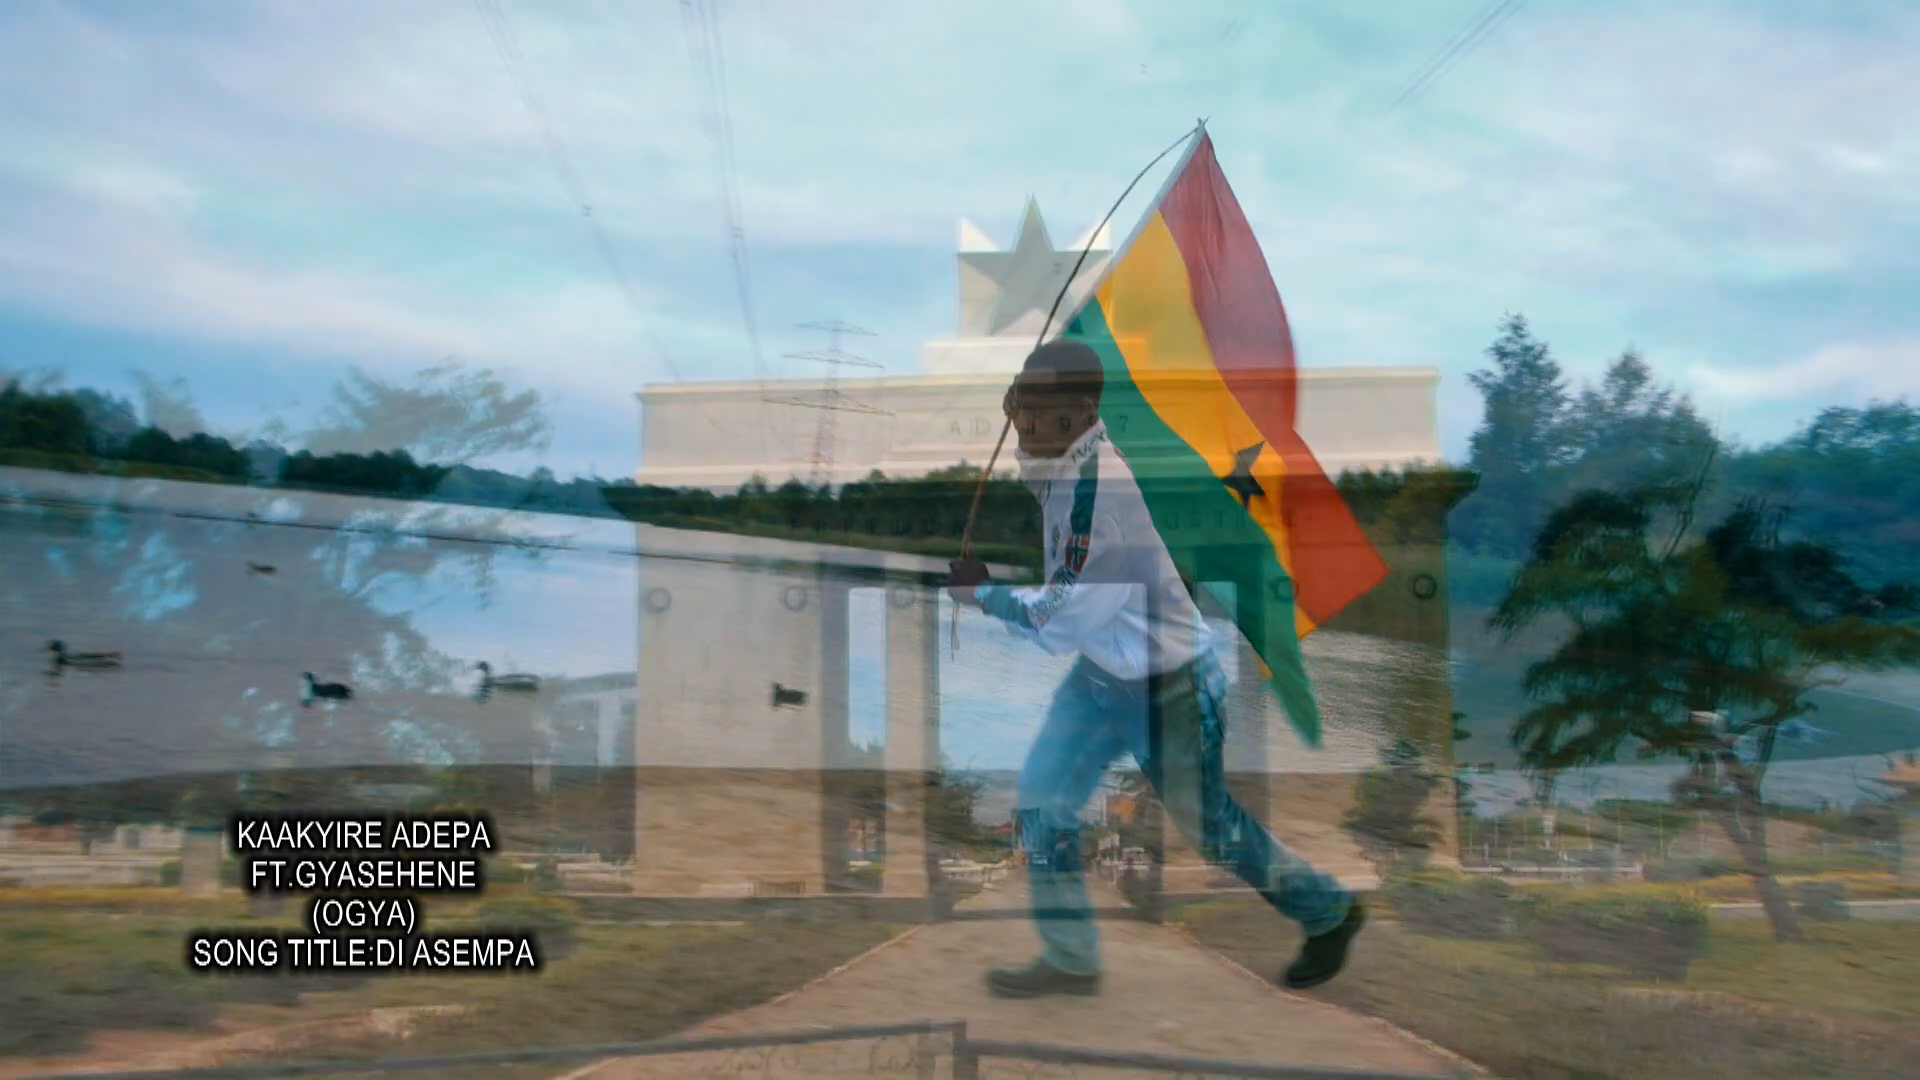 KAAKYIRE ADEPA
FT.GYASEHENE
(OGYA)
SONG TITLE:DI ASEMPA